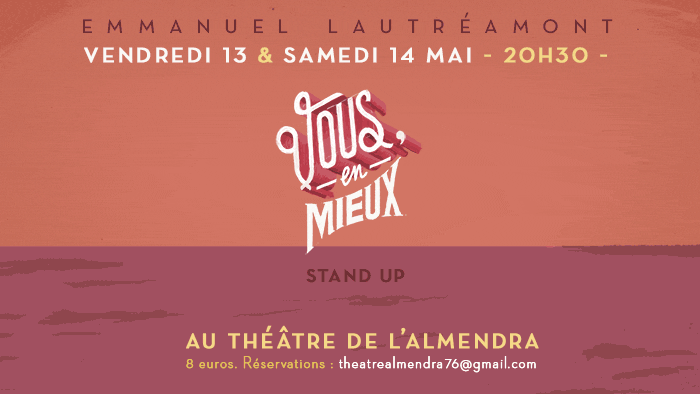 EMMANUEL LAUTRÉAMONT
VENDREDI 13 & SAMEDI 14 MAI - 20H30 -
VOUS,
en
MIEUX
STAND UP
AU THÉÂTRE DE L'ALMENDRA
8 euros. Réservations : theatrealmendra76@gmail.com